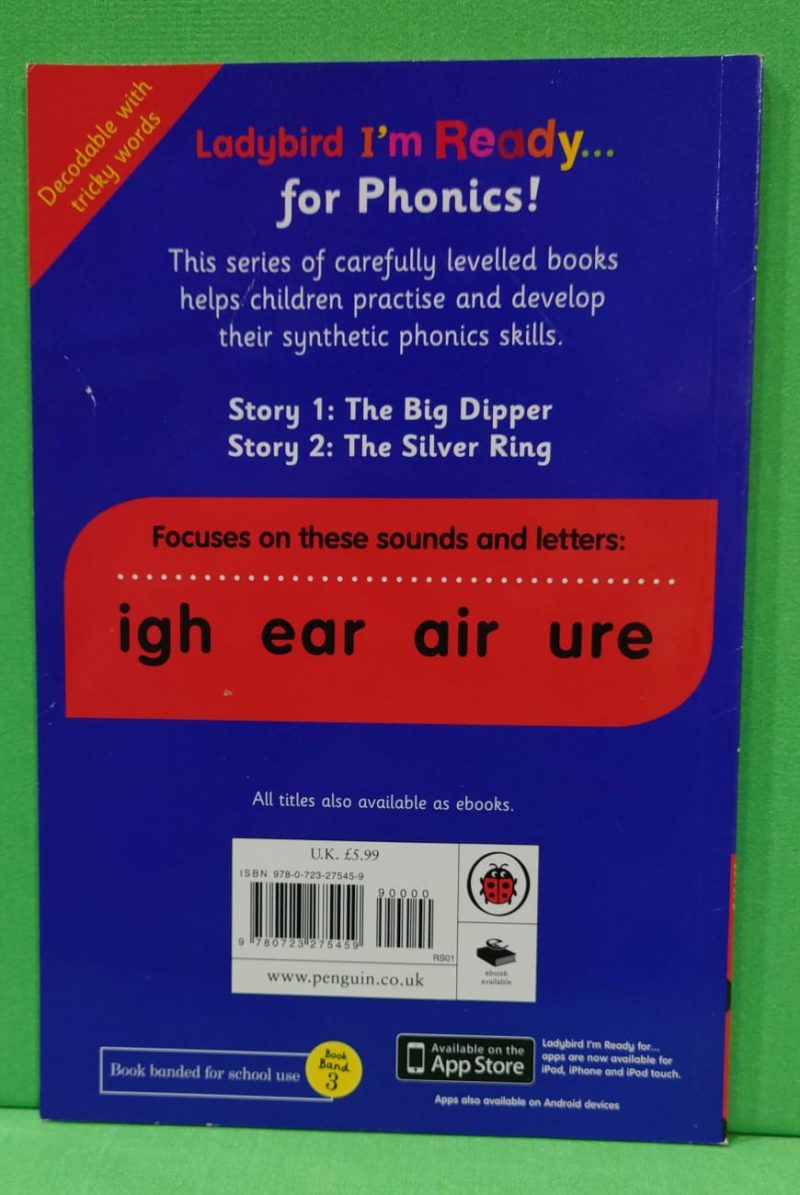 Decodable with
tricky words
Ladybird I'm Ready...
for Phonics!
This series of carefully levelled books
helps children practise and develop
their synthetic phonics skills.
Story 1: The Big Dipper
Story 2: The Silver Ring
Focuses on these sounds and letters:
igh ear air ure
All titles also available as ebooks.
U.K. £5.99
ISBN 978-0-723-27545-9
90000
9 780723 275459
RS01
www.penguin.co.uk
ebook
available
Book banded for school use
Book
Band
3
Available on the
App Store
Ladybird I'm Ready for...
apps are now available for
iPad, iPhone and iPod touch.
Apps also available on Android devices